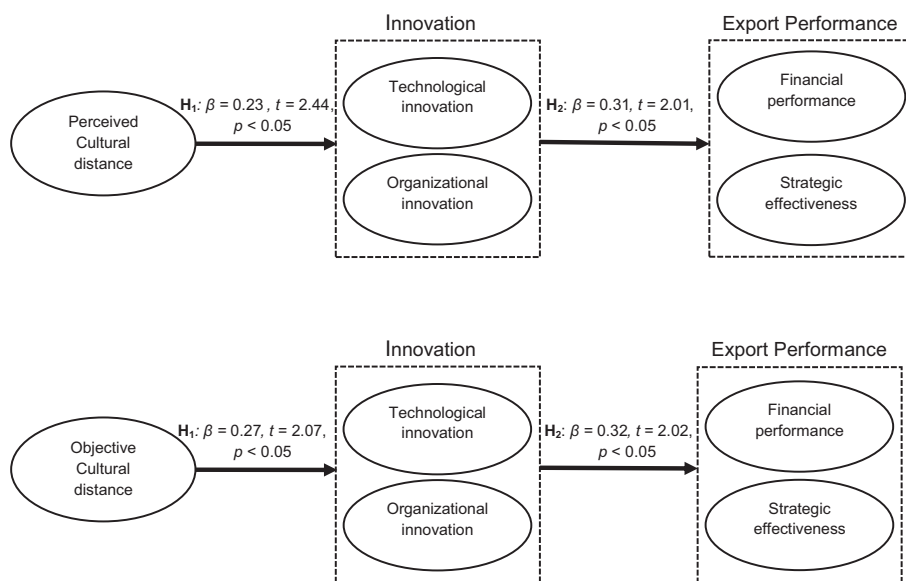 Innovation
Export Performance
Technological
innovation
Financial
performance
H₁: β = 0.23 , t = 2.44,
p < 0.05
H₂: β = 0.31, t = 2.01,
p < 0.05
Perceived
Cultural
distance
Organizational
innovation
Strategic
effectiveness
Innovation
Export Performance
Technological
innovation
Financial
performance
H₁: β = 0.27, t = 2.07,
p < 0.05
H₂: β = 0.32, t = 2.02,
p < 0.05
Objective
Cultural
distance
Organizational
innovation
Strategic
effectiveness